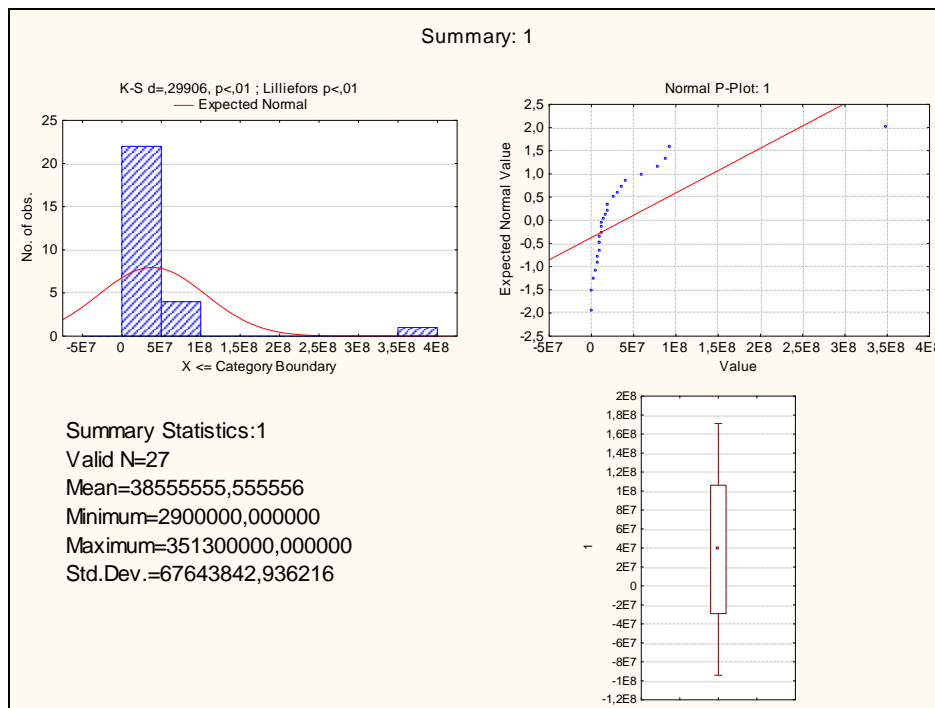 Summary: 1
K-S d=,29906, p<,01 ; Lilliefors p<,01
Expected Normal
25
20
15
10
5
0
No. of obs.
-5E7 0 5E7 1E8 1,5E8 2E8 2,5E8 3E8 3,5E8 4E8
X <= Category Boundary
Normal P-Plot: 1
2,5
2,0
1,5
1,0
0,5
0,0
-0,5
-1,0
-1,5
-2,0
-2,5
Expected Normal Value
-5E7 0 5E7 1E8 1,5E8 2E8 2,5E8 3E8 3,5E8 4E8
Value
Summary Statistics:1
Valid N=27
Mean=38555555,555556
Minimum=2900000,000000
Maximum=351300000,000000
Std.Dev.=67643842,936216
2E8
1,8E8
1,6E8
1,4E8
1,2E8
1E8
8E7
6E7
4E7
2E7
0
-2E7
-4E7
-6E7
-8E7
-1E8
-1,2E8
1